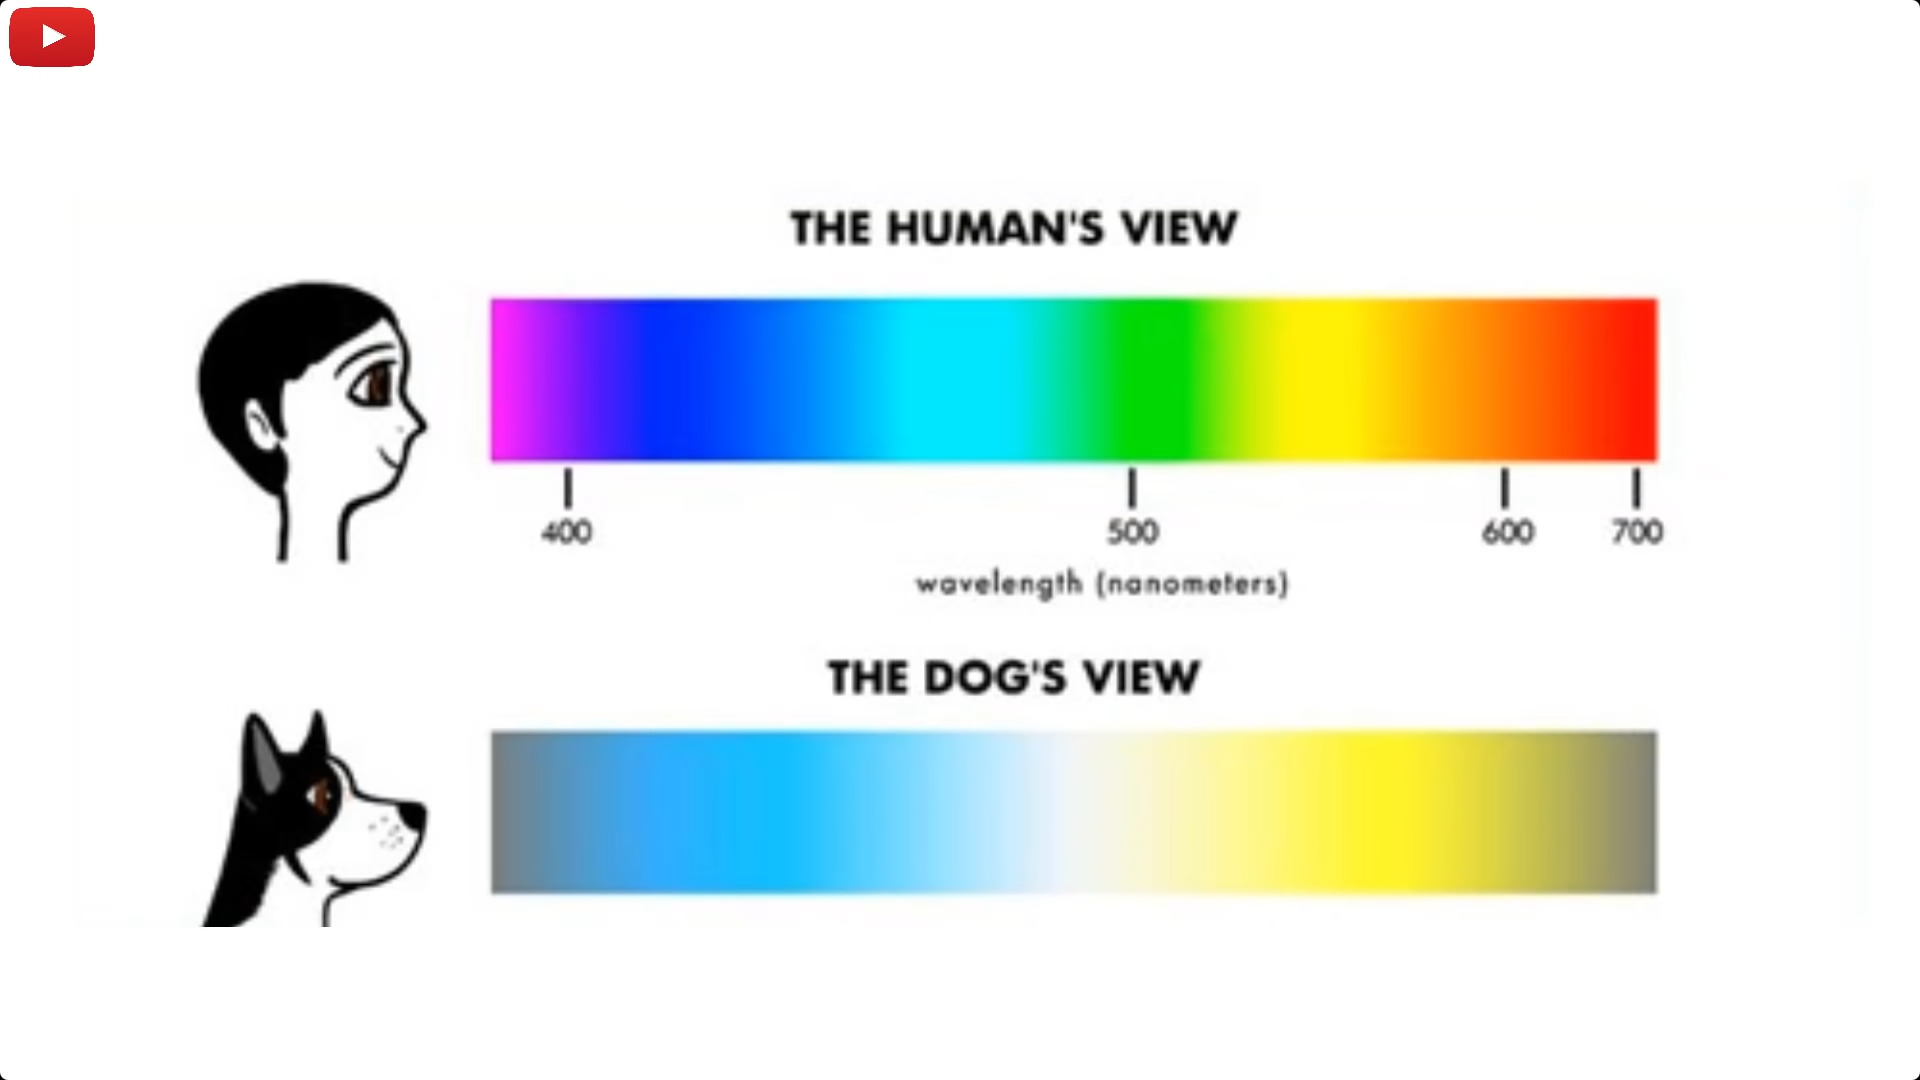 THE HUMAN'S VIEW
400 500 600 700
wavelength (nanometers)
THE DOG'S VIEW